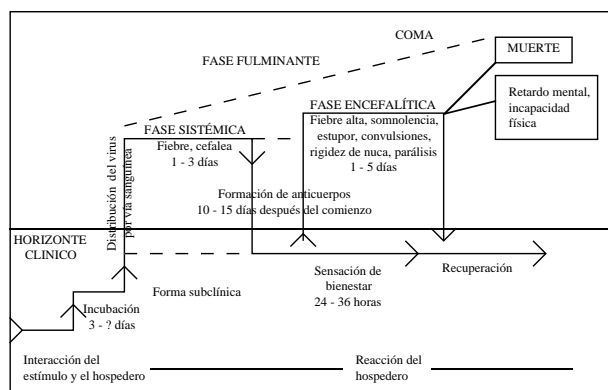 COMA
MUERTE
FASE FULMINANTE
Retardo mental,
incapacidad
física
FASE ENCEFALÍTICA
Fiebre alta, somnolencia,
estupor, convulsiones,
rigidez de nuca, parálisis
1 - 5 días
FASE SISTÉMICA
Fiebre, cefalea
1 - 3 días
Distribución del virus
por vía sanguínea
Formación de anticuerpos
10 - 15 días después del comienzo
HORIZONTE
CLINICO
Sensación de
bienestar
24 - 36 horas
Recuperación
Forma subclínica
Incubación
3 - ? días
Interacción del
estímulo y el hospedero
Reacción del
hospedero